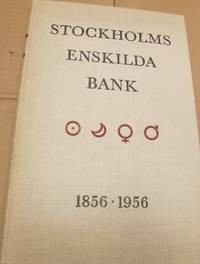 STOCKHOLMS
ENSKILDA
BANK
☉ ☽ ♀ ♂
1856 · 1956